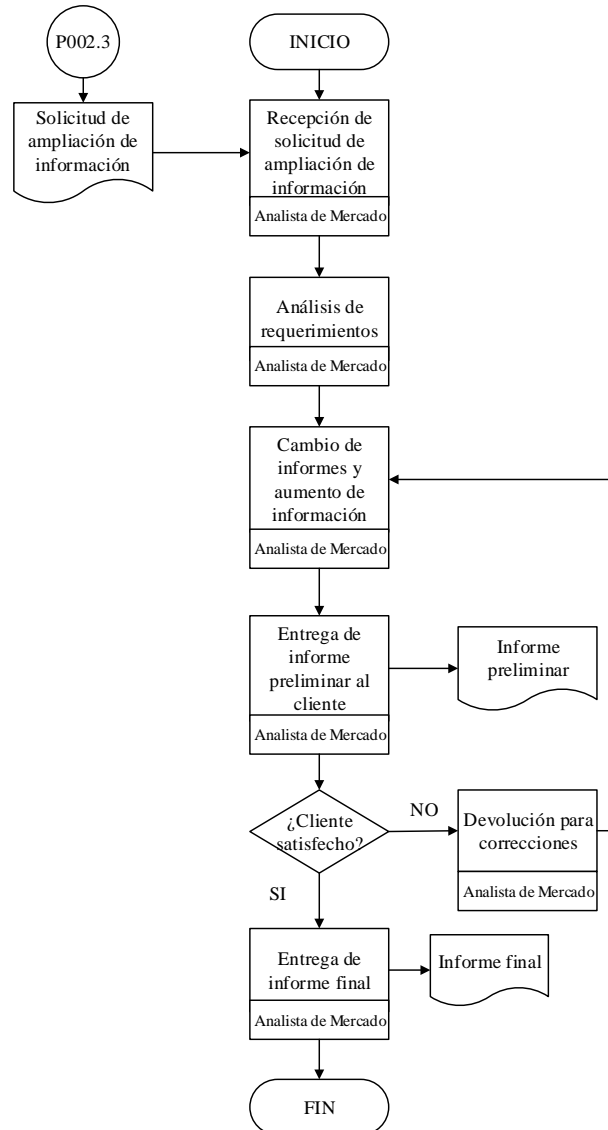 P002.3
INICIO
Solicitud de
ampliación de
información
Recepción de
solicitud de
ampliación de
información
Analista de Mercado
Análisis de
requerimientos
Analista de Mercado
Cambio de
informes y
aumento de
información
Analista de Mercado
Entrega de
informe
preliminar al
cliente
Analista de Mercado
Informe
preliminar
¿Cliente
satisfecho?
NO
Devolución para
correcciones
Analista de Mercado
SI
Entrega de
informe final
Analista de Mercado
Informe final
FIN